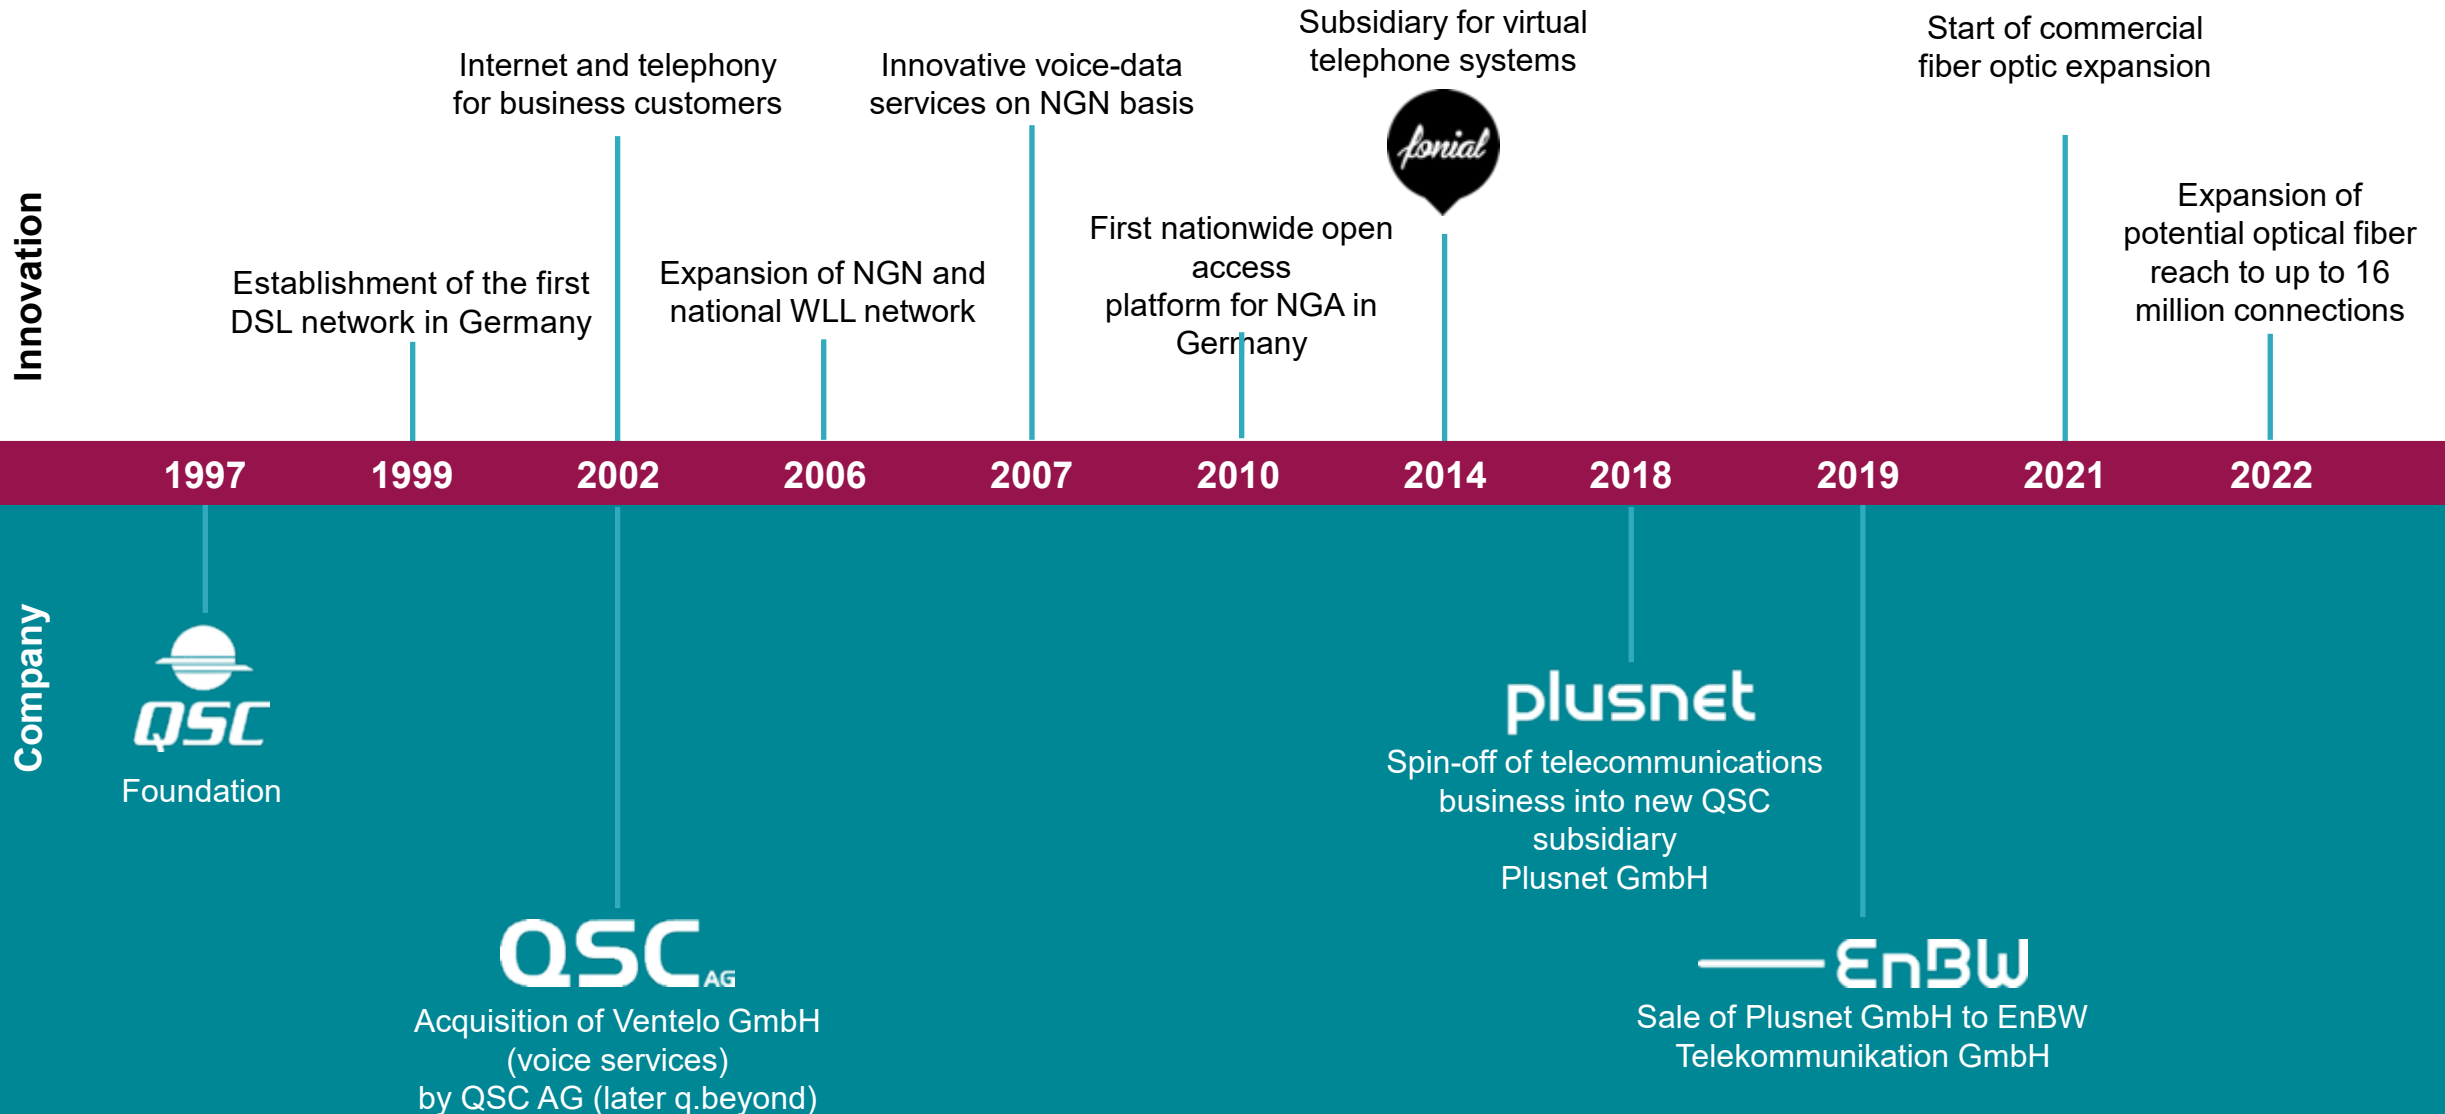 Innovation
Establishment of the first
DSL network in Germany
Internet and telephony
for business customers
Expansion of NGN and
national WLL network
Innovative voice-data
services on NGN basis
First nationwide open
access
platform for NGA in
Germany
Subsidiary for virtual
telephone systems
fonial
Start of commercial
fiber optic expansion
Expansion of
potential optical fiber
reach to up to 16
million connections
1997 1999 2002 2006 2007 2010 2014 2018 2019 2021 2022
Company
QSC
Foundation
QSC AG
Acquisition of Ventelo GmbH
(voice services)
by QSC AG (later q.beyond)
plusnet
Spin-off of telecommunications
business into new QSC
subsidiary
Plusnet GmbH
EnBW
Sale of Plusnet GmbH to EnBW
Telekommunikation GmbH